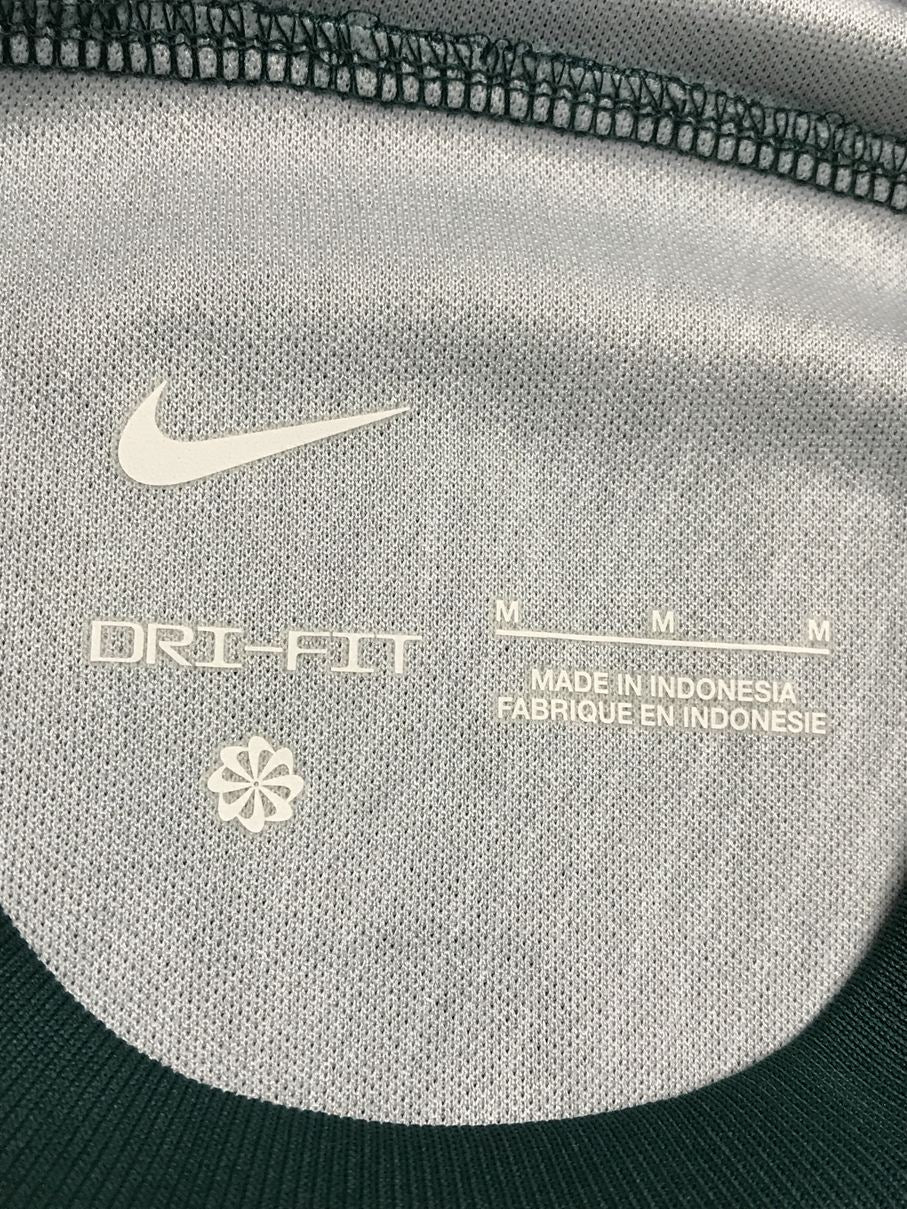 DRI-FIT
M M M
MADE IN INDONESIA
FABRIQUE EN INDONESIE